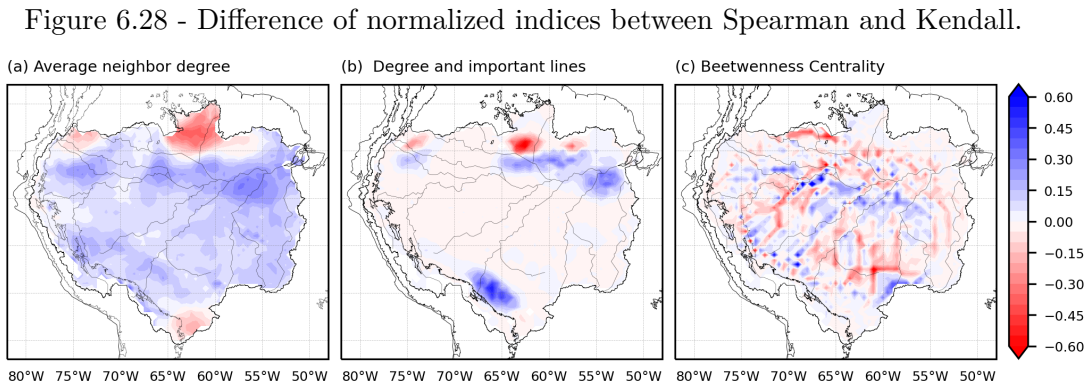 Figure 6.28 - Difference of normalized indices between Spearman and Kendall.
(a) Average neighbor degree
(b) Degree and important lines
(c) Beetwenness Centrality
0.60
0.45
0.30
0.15
0.00
−0.15
−0.30
−0.45
−0.60
80°W 75°W 70°W 65°W 60°W 55°W 50°W
80°W 75°W 70°W 65°W 60°W 55°W 50°W
80°W 75°W 70°W 65°W 60°W 55°W 50°W